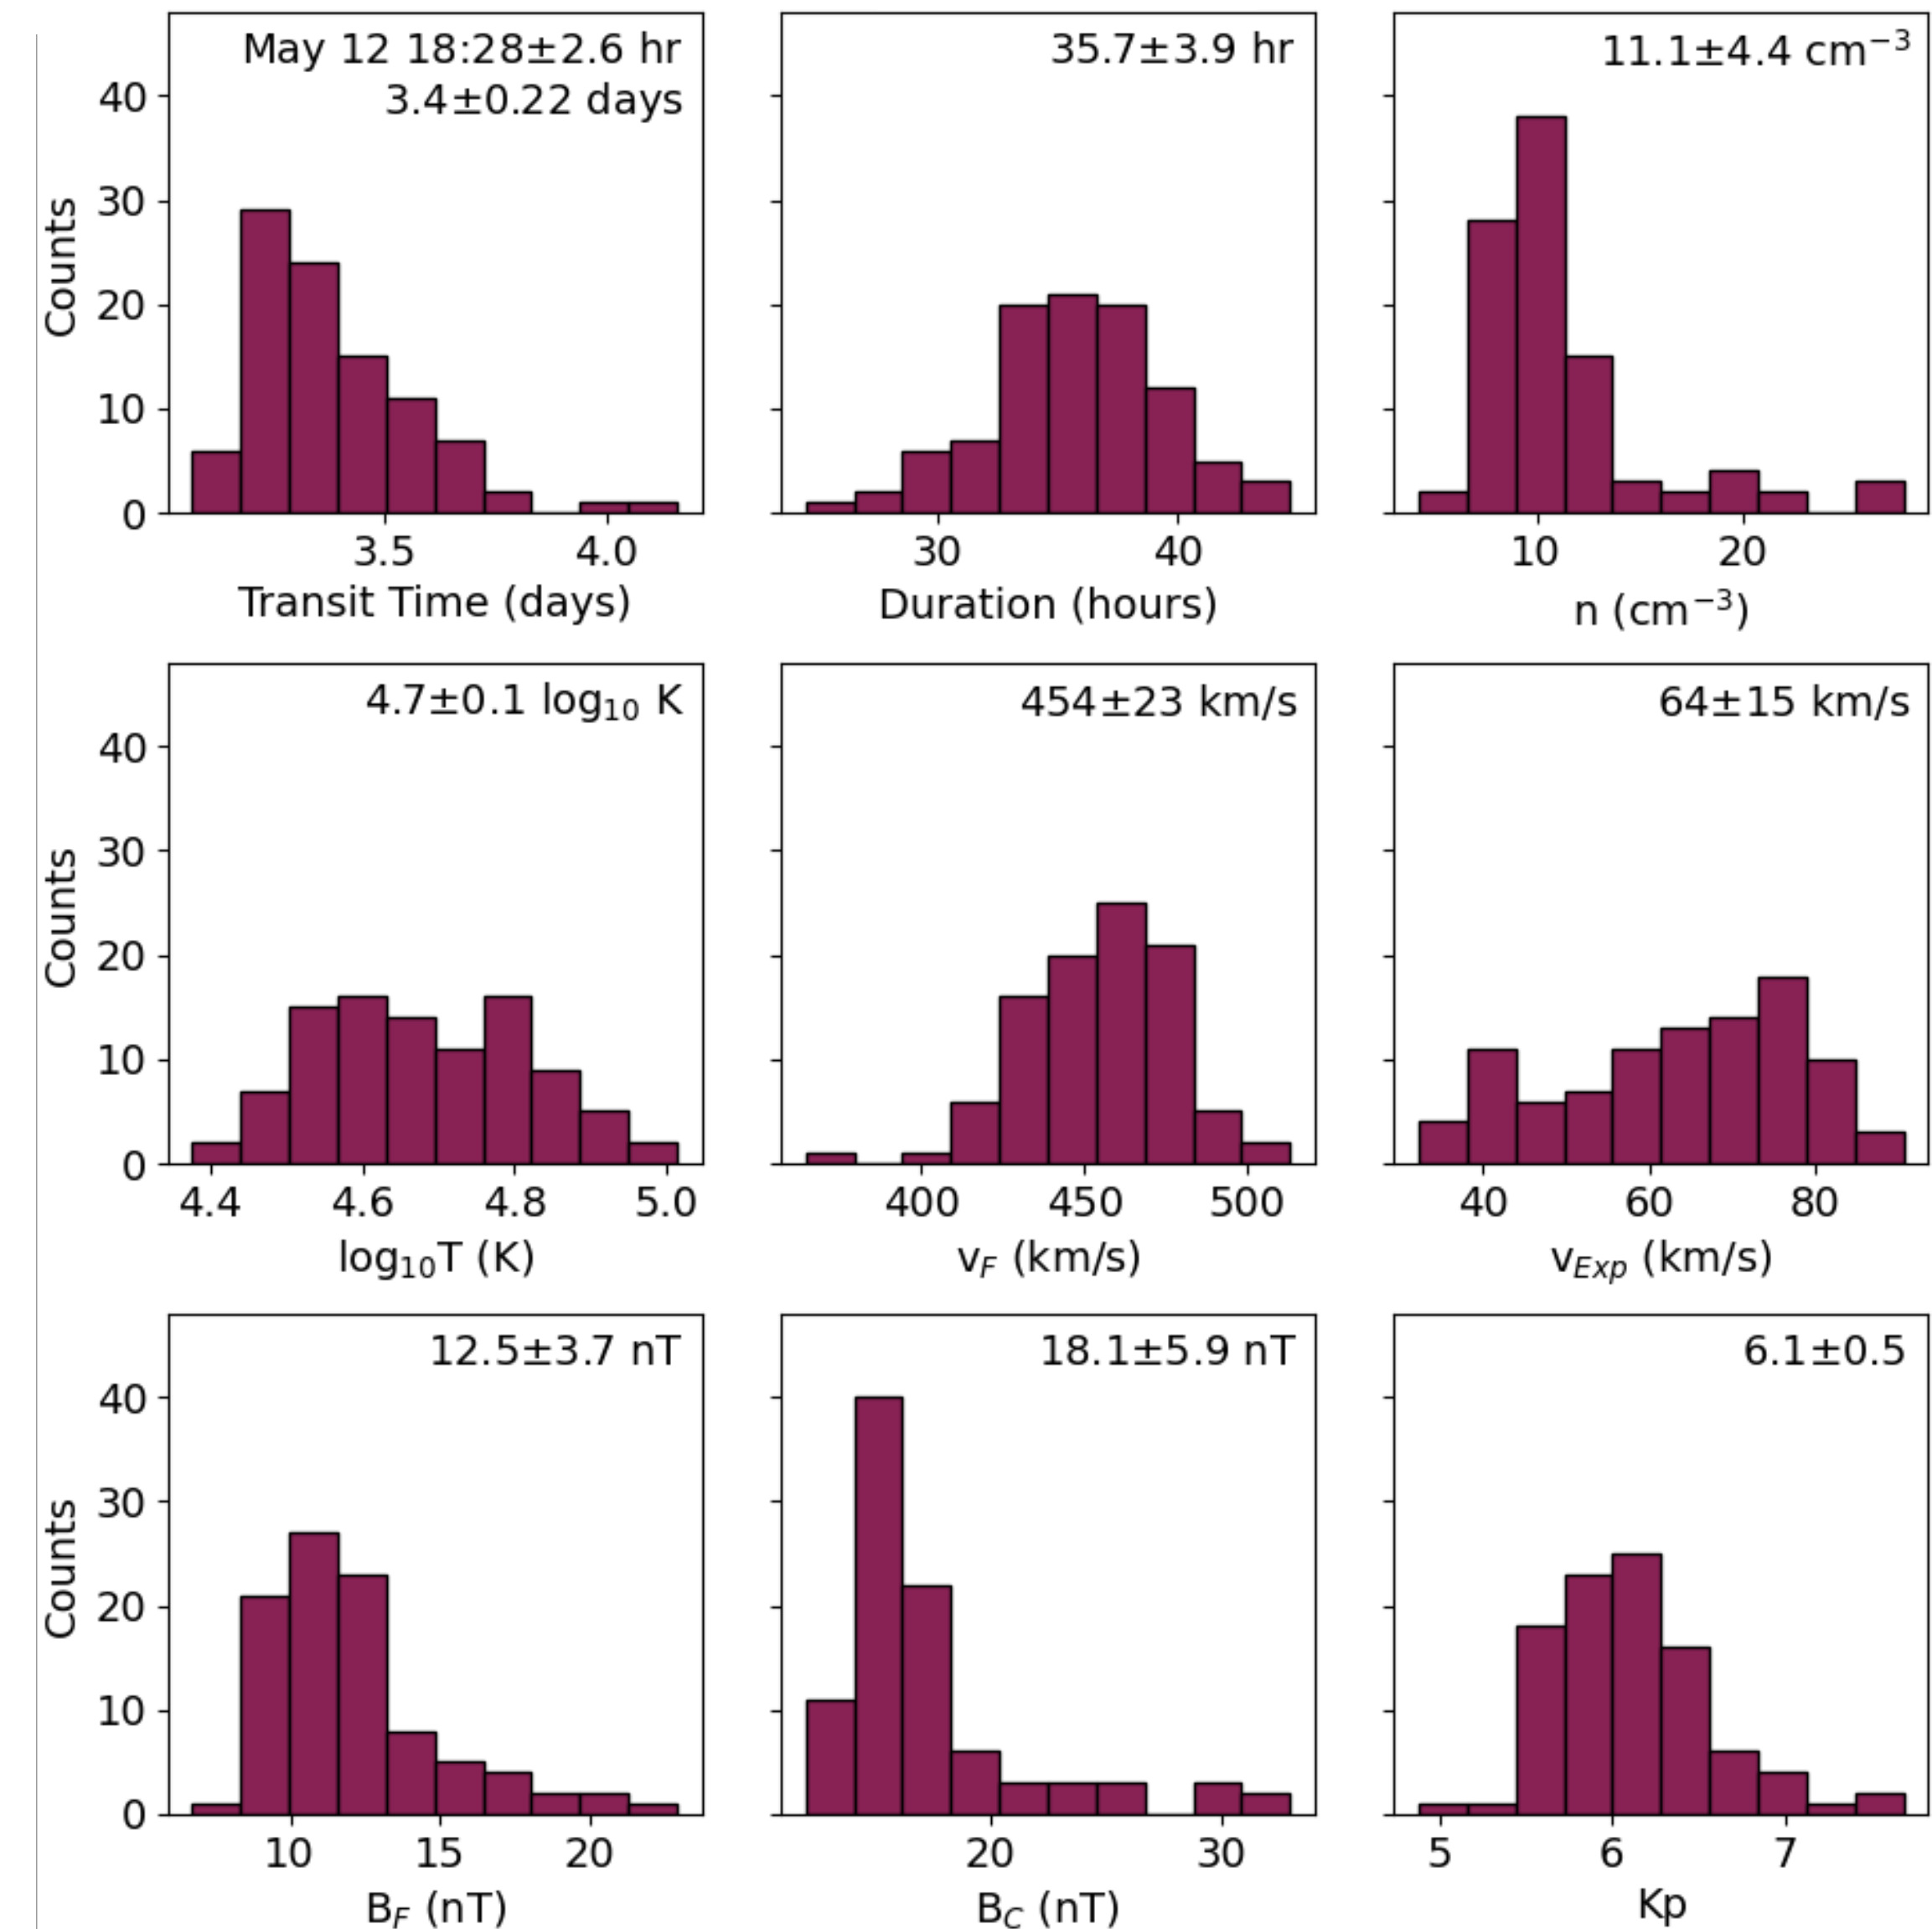 May 12 18:28±2.6 hr
3.4±0.22 days
Counts
40
30
20
10
0
3.5 4.0
Transit Time (days)
35.7±3.9 hr
30 40
Duration (hours)
11.1±4.4 cm⁻³
10 20
n (cm⁻³)
4.7±0.1 log₁₀ K
Counts
40
30
20
10
0
4.4 4.6 4.8 5.0
log₁₀T (K)
454±23 km/s
400 450 500
v_F (km/s)
64±15 km/s
40 60 80
v_Exp (km/s)
12.5±3.7 nT
Counts
40
30
20
10
0
10 15 20
B_F (nT)
18.1±5.9 nT
20 30
B_C (nT)
6.1±0.5
5 6 7
Kp